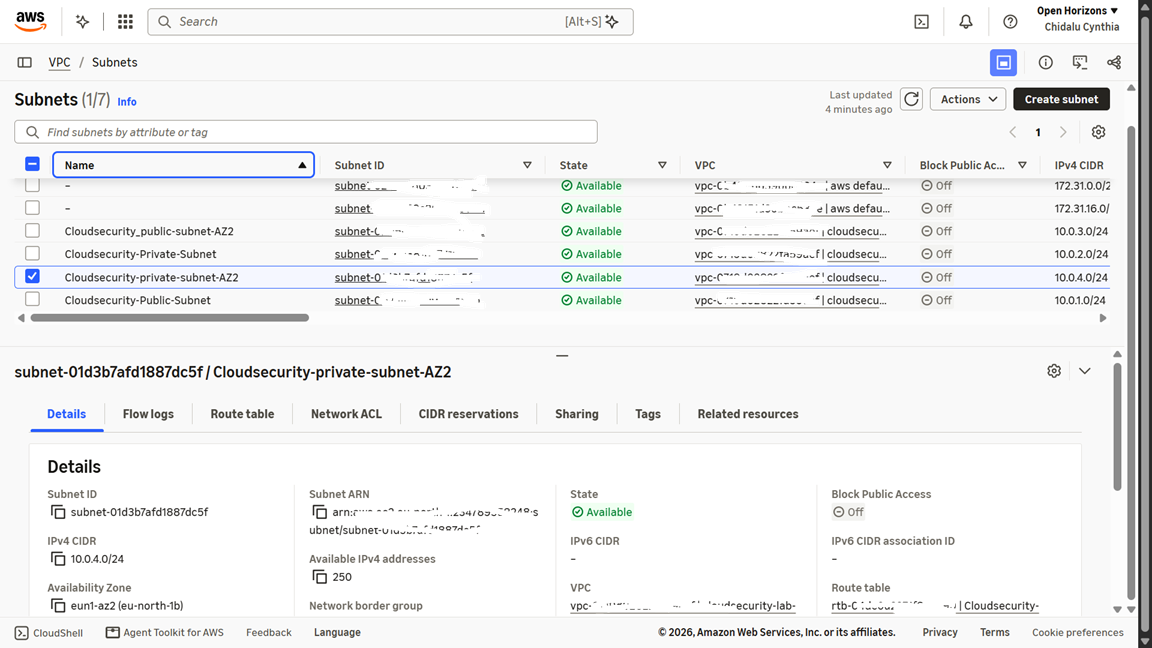 aws
Search [Alt+S]
Open Horizons ▼
Chidalu Cynthia
VPC / Subnets
Subnets (1/7) Info
Last updated
4 minutes ago
Actions
Create subnet
Find subnets by attribute or tag
1
Name Subnet ID State VPC Block Public Ac... IPv4 CIDR
– Available | aws defau... Off 172.31.0.0/2
– subnet- Available | aws defau... Off 172.31.16.0/
Cloudsecurity_public-subnet-AZ2 Available | cloudsecu... Off 10.0.3.0/24
Cloudsecurity-Private-Subnet Available | cloudsecu... Off 10.0.2.0/24
Cloudsecurity-private-subnet-AZ2 Available | cloudsecu... Off 10.0.4.0/24
Cloudsecurity-Public-Subnet Available | cloudsecu... Off 10.0.1.0/24
subnet-01d3b7afd1887dc5f / Cloudsecurity-private-subnet-AZ2
Details Flow logs Route table Network ACL CIDR reservations Sharing Tags Related resources
Details
Subnet ID
subnet-01d3b7afd1887dc5f
IPv4 CIDR
10.0.4.0/24
Availability Zone
eun1-az2 (eu-north-1b)
Subnet ARN
Available IPv4 addresses
250
Network border group
State
Available
IPv6 CIDR
–
VPC
Block Public Access
Off
IPv6 CIDR association ID
–
Route table
| Cloudsecurity-
CloudShell Agent Toolkit for AWS Feedback Language © 2026, Amazon Web Services, Inc. or its affiliates. Privacy Terms Cookie preferences